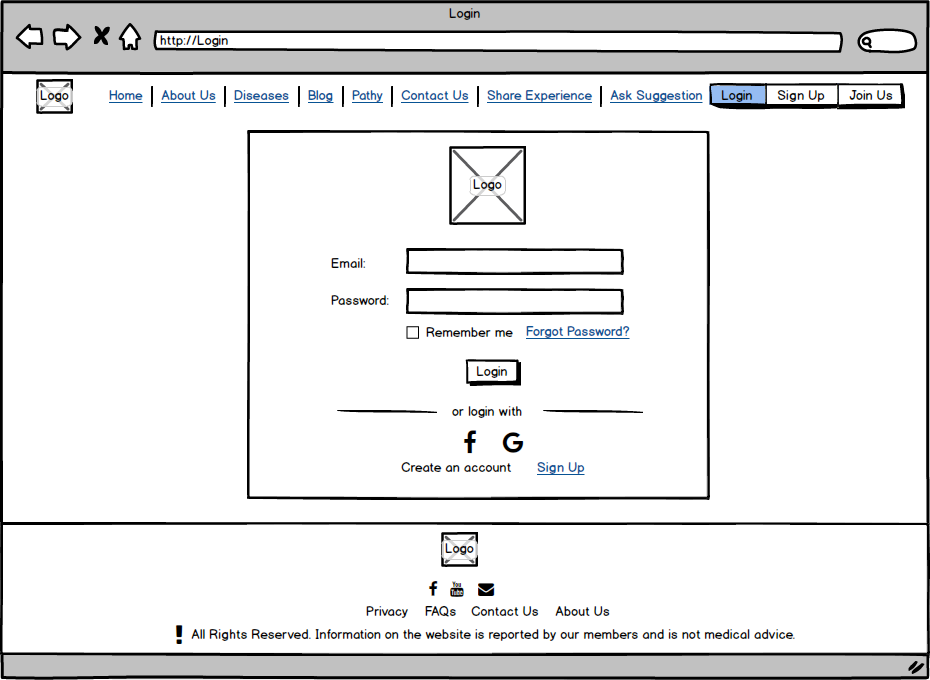 Login
http://Login
Logo Home About Us Diseases Blog Pathy Contact Us Share Experience Ask Suggestion Login Sign Up Join Us
Logo
Email:
Password:
Remember me Forgot Password?
Login
or login with
f G
Create an account Sign Up
Logo
f You Tube
Privacy FAQs Contact Us About Us
! All Rights Reserved. Information on the website is reported by our members and is not medical advice.